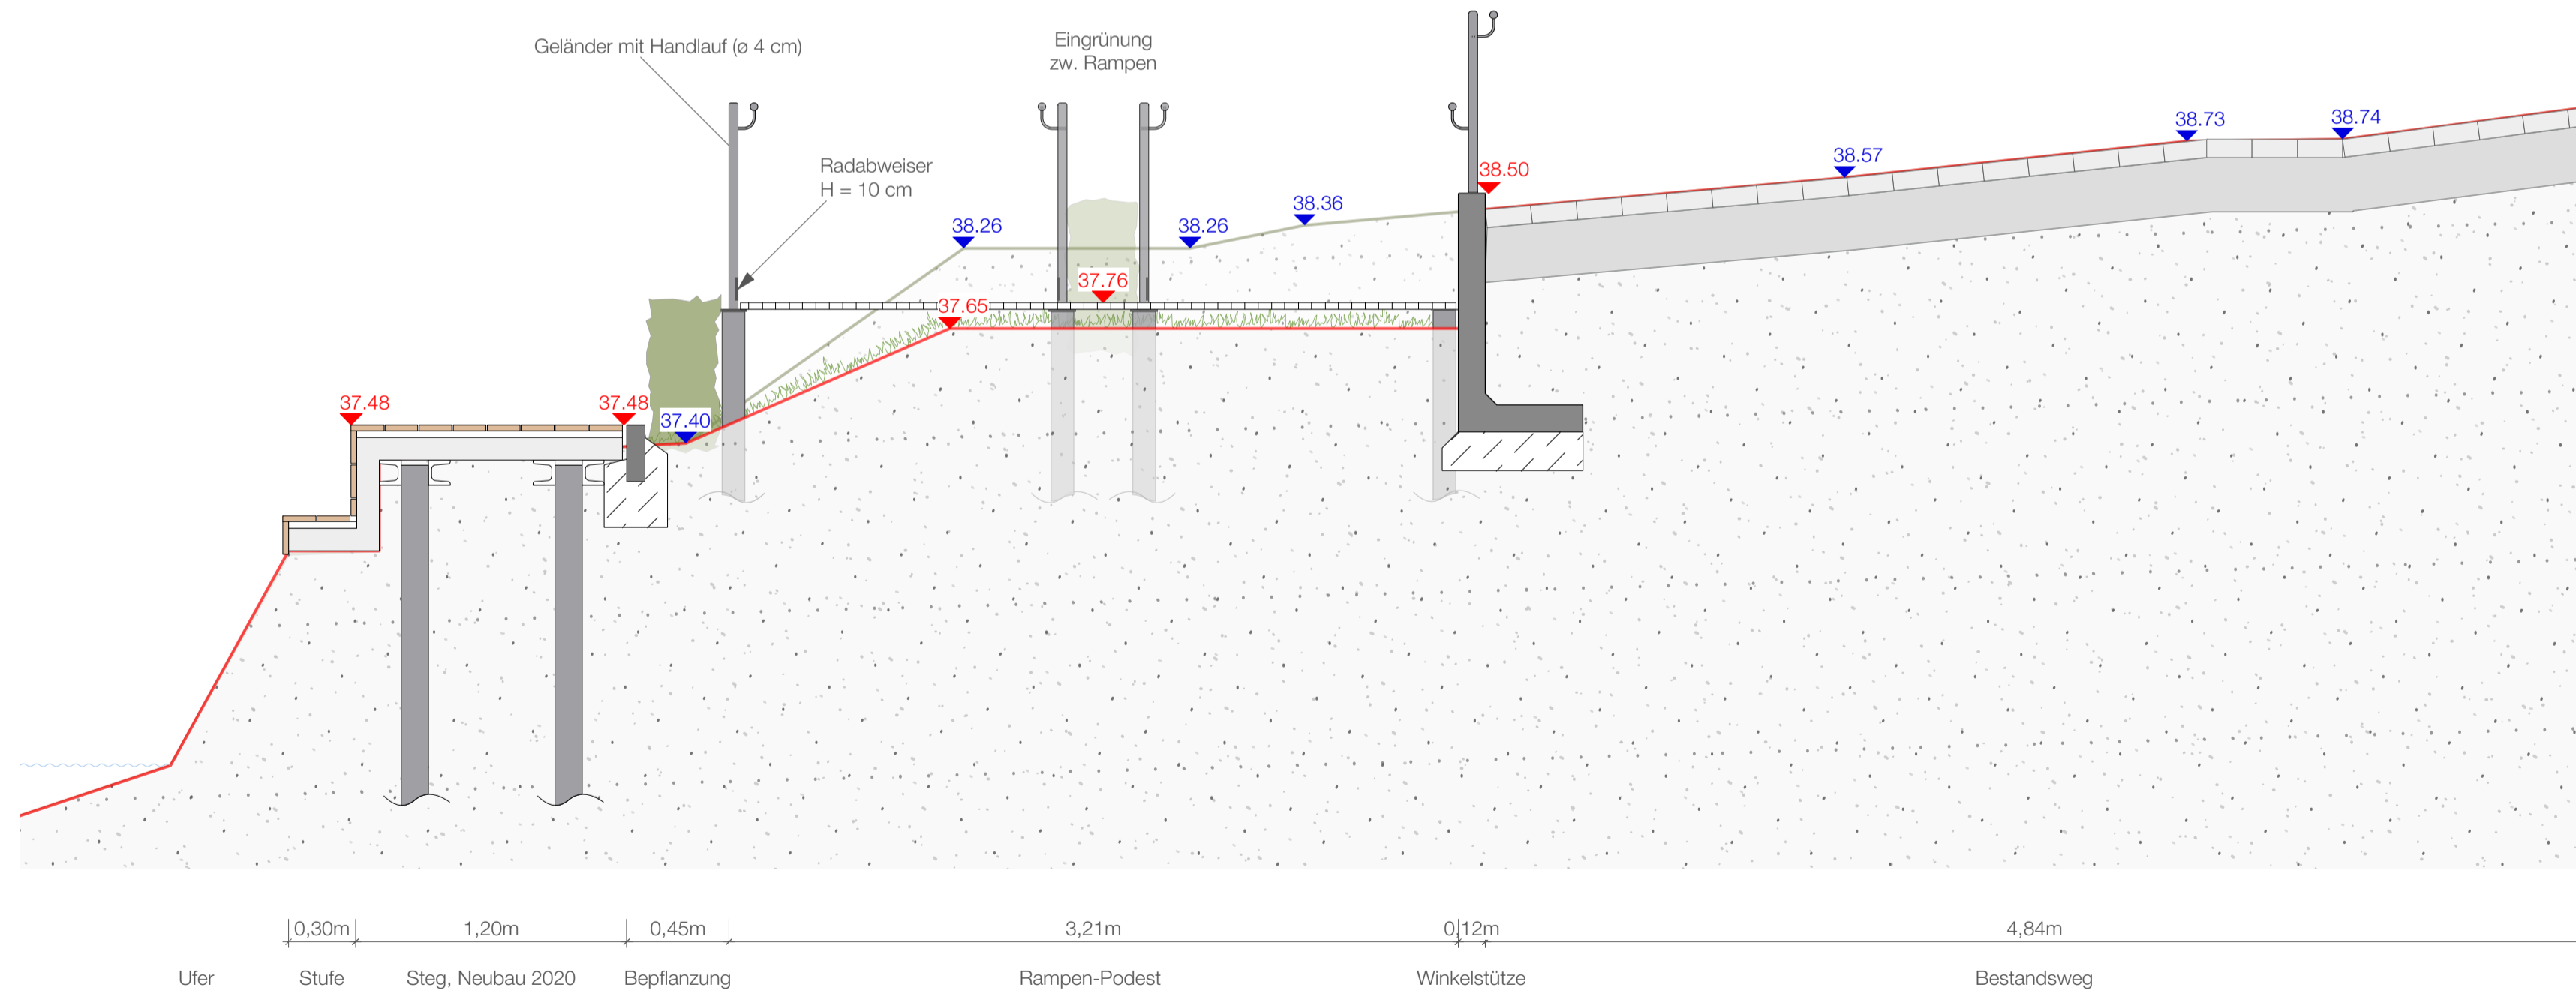 Geländer mit Handlauf (ø 4 cm)
Eingrünung
zw. Rampen
Radabweiser
H = 10 cm
38.73
38.74
38.57
38.50
38.36
38.26
38.26
37.76
37.65
37.48
37.48
37.40
0,30m
1,20m
0,45m
3,21m
0,12m
4,84m
Ufer
Stufe
Steg, Neubau 2020
Bepflanzung
Rampen-Podest
Winkelstütze
Bestandsweg